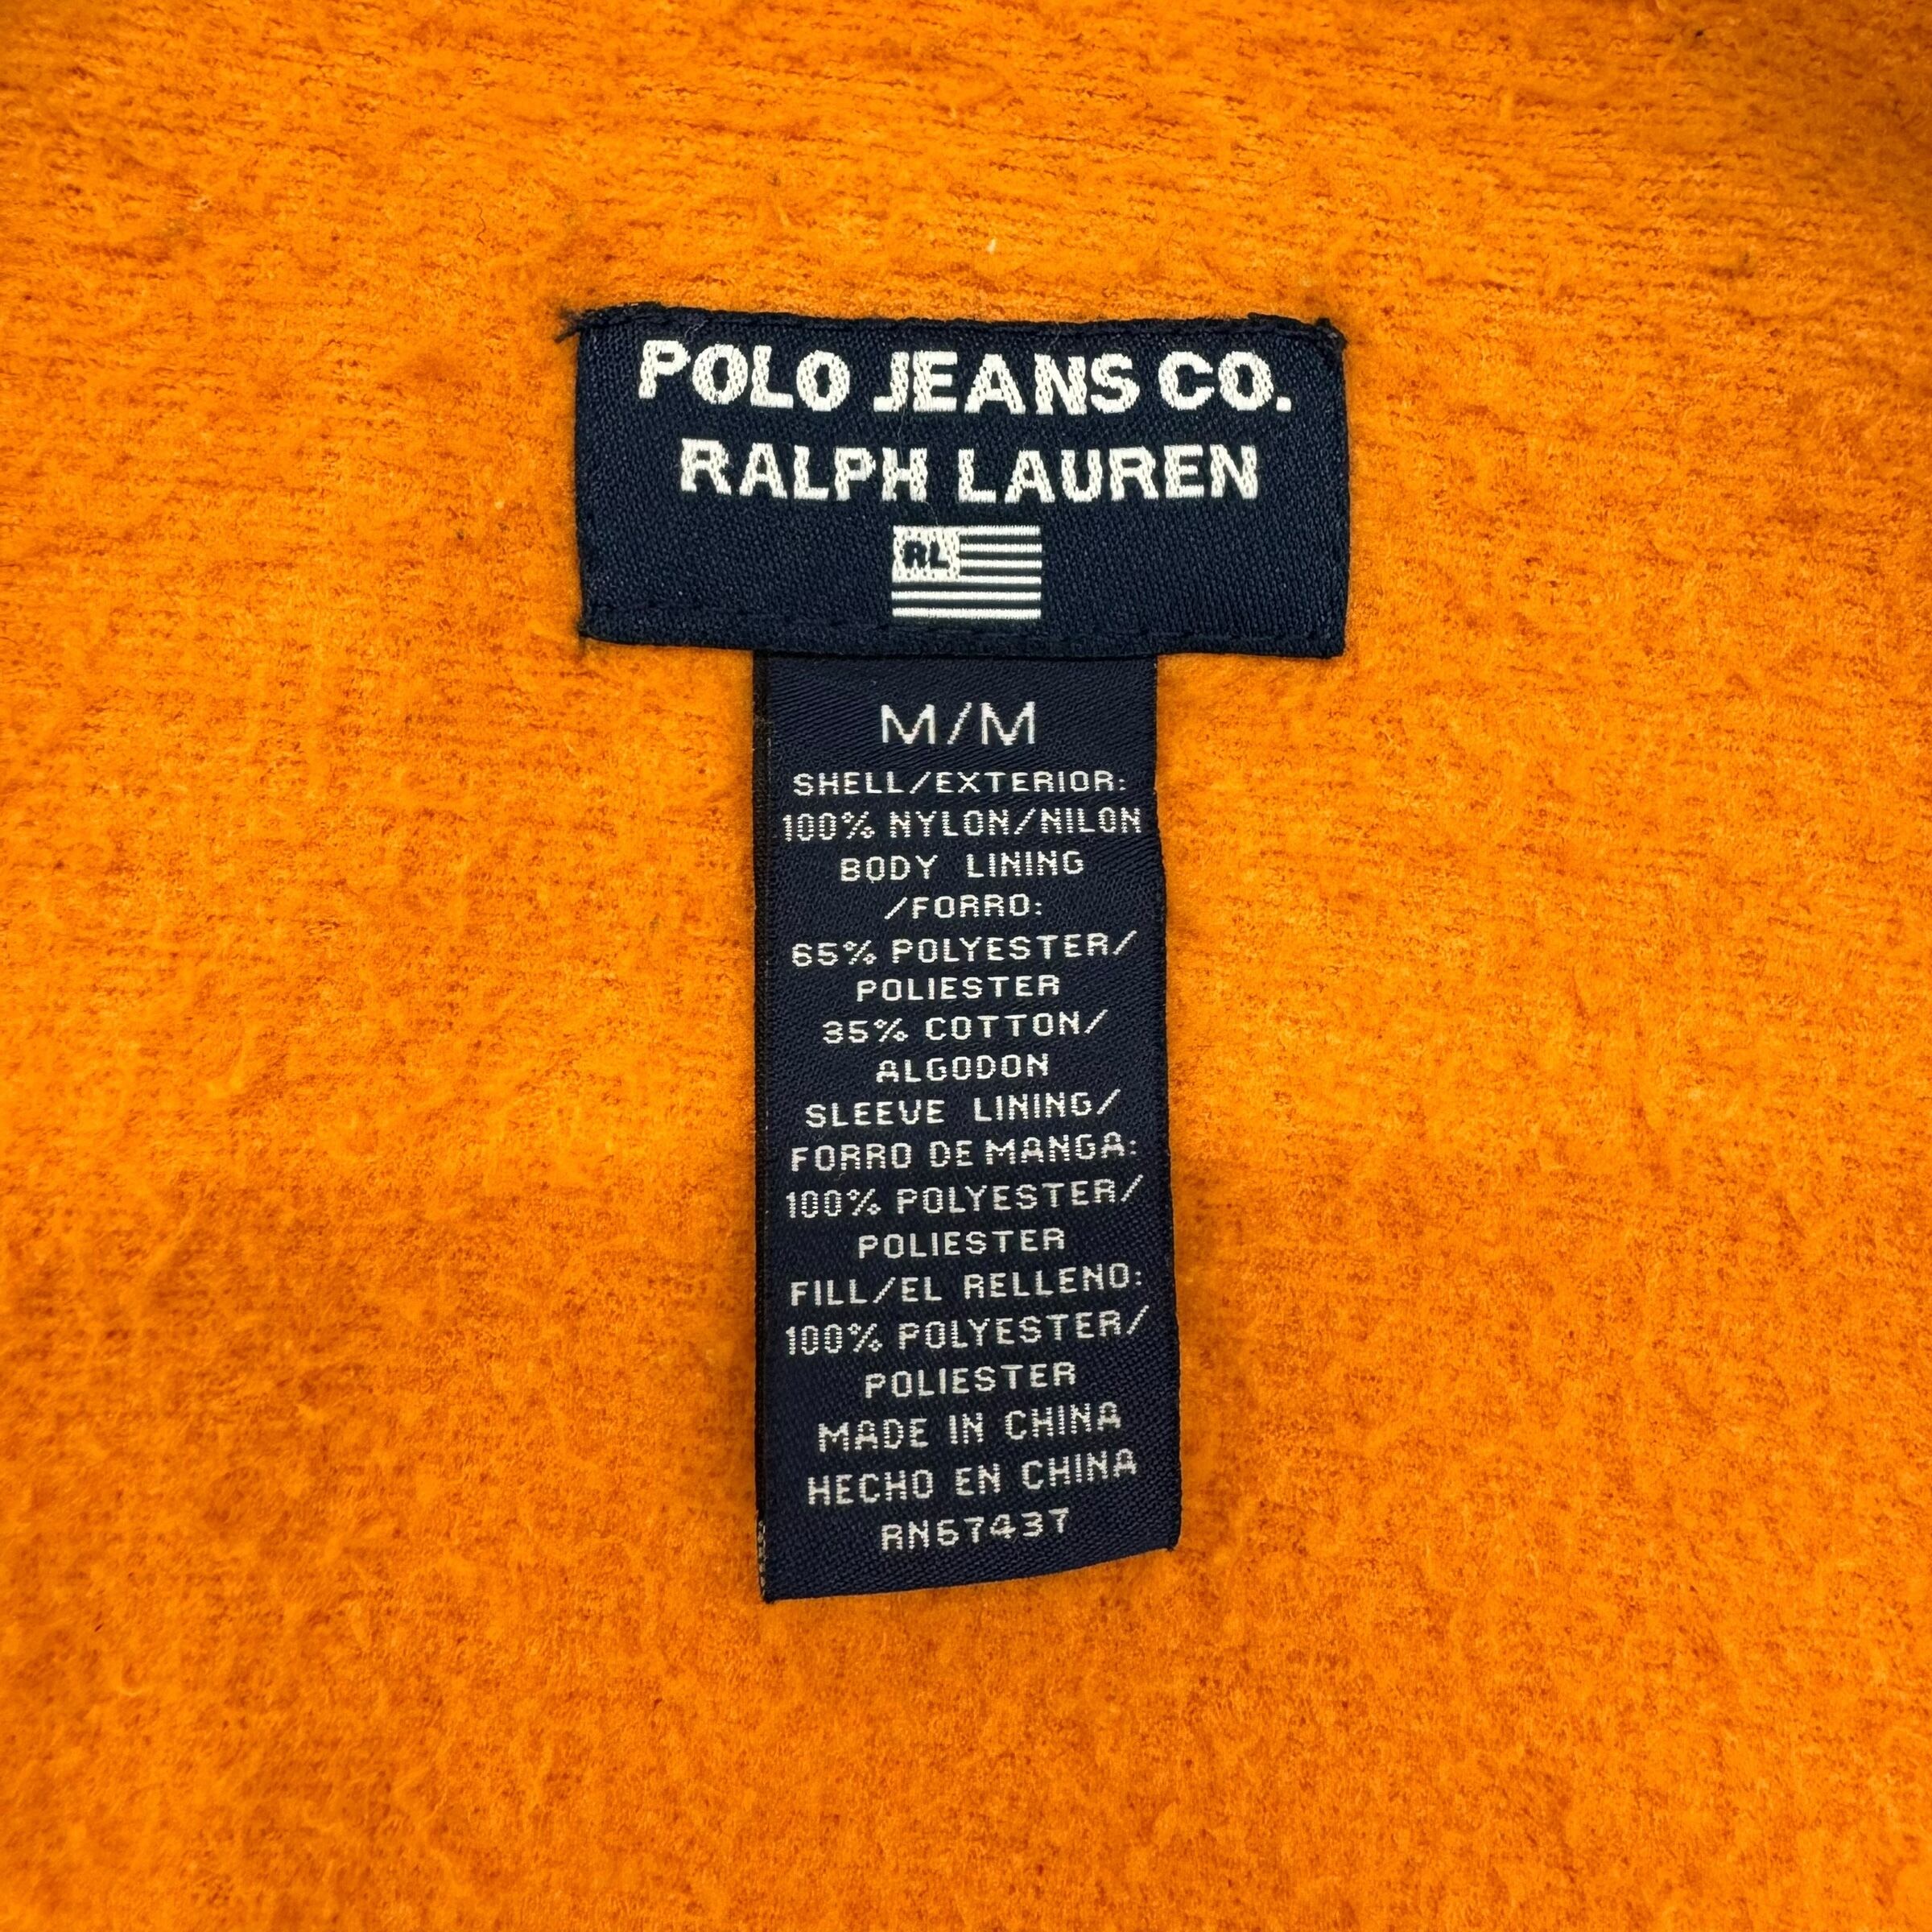 POLO JEANS CO.
RALPH LAUREN
RL
M/M
SHELL/EXTERIOR:
100% NYLON/NILON
BODY LINING
/FORRO:
65% POLYESTER/
POLIESTER
35% COTTON/
ALGODON
SLEEVE LINING/
FORRO DE MANGA:
100% POLYESTER/
POLIESTER
FILL/EL RELLENO:
100% POLYESTER/
POLIESTER
MADE IN CHINA
HECHO EN CHINA
RN67437